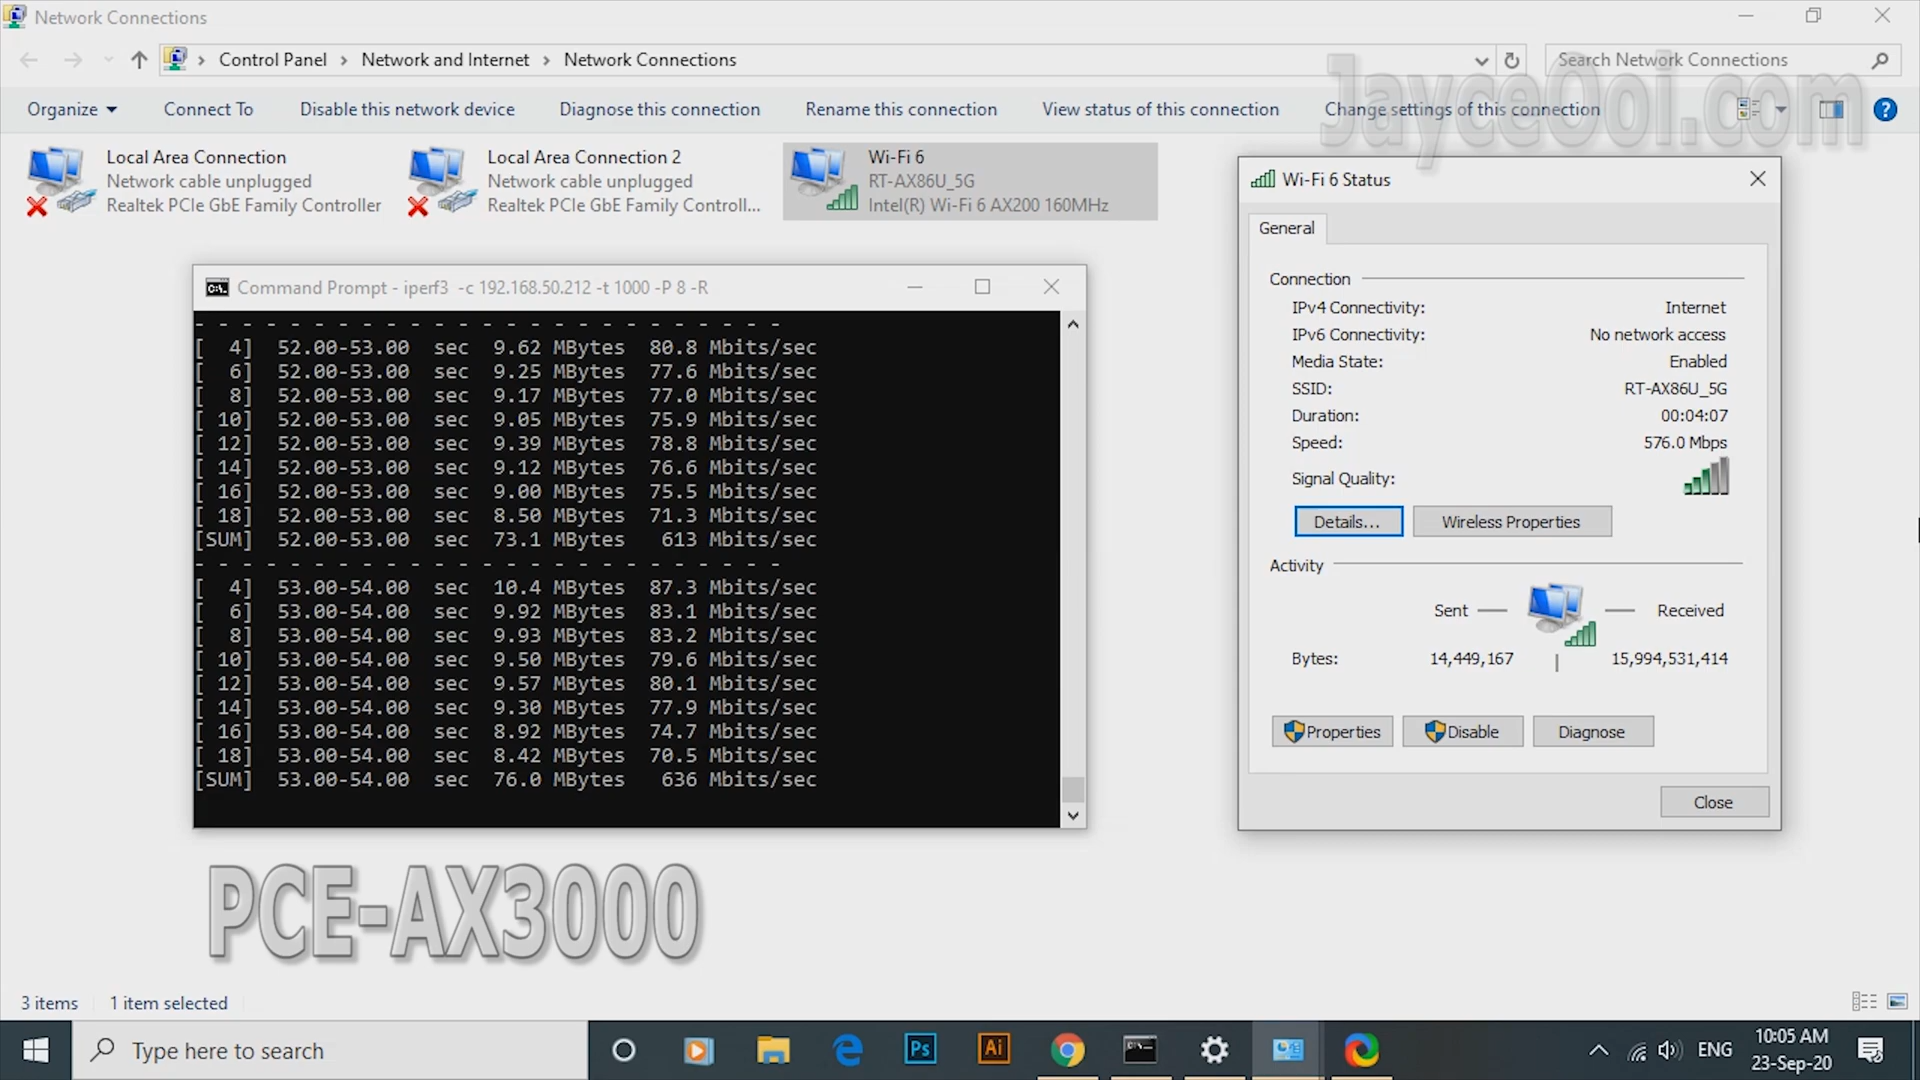 Network Connections
Control Panel > Network and Internet > Network Connections
Search Network Connections
JayceOoi.com
Organize Connect To Disable this network device Diagnose this connection Rename this connection View status of this connection Change settings of this connection
Local Area Connection
Network cable unplugged
Realtek PCIe GbE Family Controller
Local Area Connection 2
Network cable unplugged
Realtek PCIe GbE Family Controll...
Wi-Fi 6
RT-AX86U_5G
Intel(R) Wi-Fi 6 AX200 160MHz
Command Prompt - iperf3 -c 192.168.50.212 -t 1000 -P 8 -R
- - - - - - - - - - - - - - - - - - - - - - - - -
[  4]  52.00-53.00  sec  9.62 MBytes  80.8 Mbits/sec
[  6]  52.00-53.00  sec  9.25 MBytes  77.6 Mbits/sec
[  8]  52.00-53.00  sec  9.17 MBytes  77.0 Mbits/sec
[ 10]  52.00-53.00  sec  9.05 MBytes  75.9 Mbits/sec
[ 12]  52.00-53.00  sec  9.39 MBytes  78.8 Mbits/sec
[ 14]  52.00-53.00  sec  9.12 MBytes  76.6 Mbits/sec
[ 16]  52.00-53.00  sec  9.00 MBytes  75.5 Mbits/sec
[ 18]  52.00-53.00  sec  8.50 MBytes  71.3 Mbits/sec
[SUM]  52.00-53.00  sec  73.1 MBytes  613 Mbits/sec
- - - - - - - - - - - - - - - - - - - - - - - - -
[  4]  53.00-54.00  sec  10.4 MBytes  87.3 Mbits/sec
[  6]  53.00-54.00  sec  9.92 MBytes  83.1 Mbits/sec
[  8]  53.00-54.00  sec  9.93 MBytes  83.2 Mbits/sec
[ 10]  53.00-54.00  sec  9.50 MBytes  79.6 Mbits/sec
[ 12]  53.00-54.00  sec  9.57 MBytes  80.1 Mbits/sec
[ 14]  53.00-54.00  sec  9.30 MBytes  77.9 Mbits/sec
[ 16]  53.00-54.00  sec  8.92 MBytes  74.7 Mbits/sec
[ 18]  53.00-54.00  sec  8.42 MBytes  70.5 Mbits/sec
[SUM]  53.00-54.00  sec  76.0 MBytes  636 Mbits/sec
Wi-Fi 6 Status
General
Connection
IPv4 Connectivity: Internet
IPv6 Connectivity: No network access
Media State: Enabled
SSID: RT-AX86U_5G
Duration: 00:04:07
Speed: 576.0 Mbps
Signal Quality:
Details... Wireless Properties
Activity
Sent — Received
Bytes: 14,449,167 | 15,994,531,414
Properties Disable Diagnose
Close
PCE-AX3000
3 items 1 item selected
Type here to search
Ps
Ai
ENG
10:05 AM
23-Sep-20